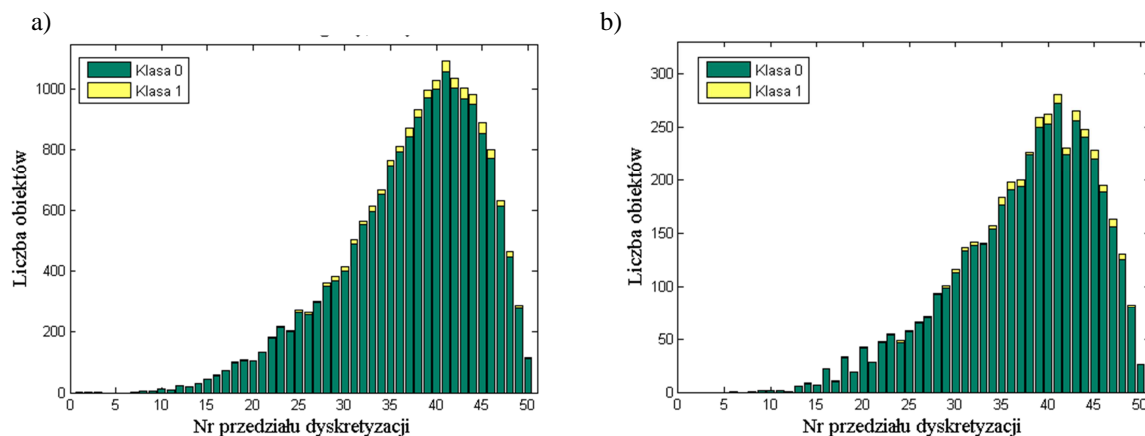 a)
b)
Klasa 0
Klasa 1
1000
800
600
400
200
0
Liczba obiektów
0 5 10 15 20 25 30 35 40 45 50
Nr przedziału dyskretyzacji
Klasa 0
Klasa 1
300
250
200
150
100
50
0
Liczba obiektów
0 5 10 15 20 25 30 35 40 45 50
Nr przedziału dyskretyzacji